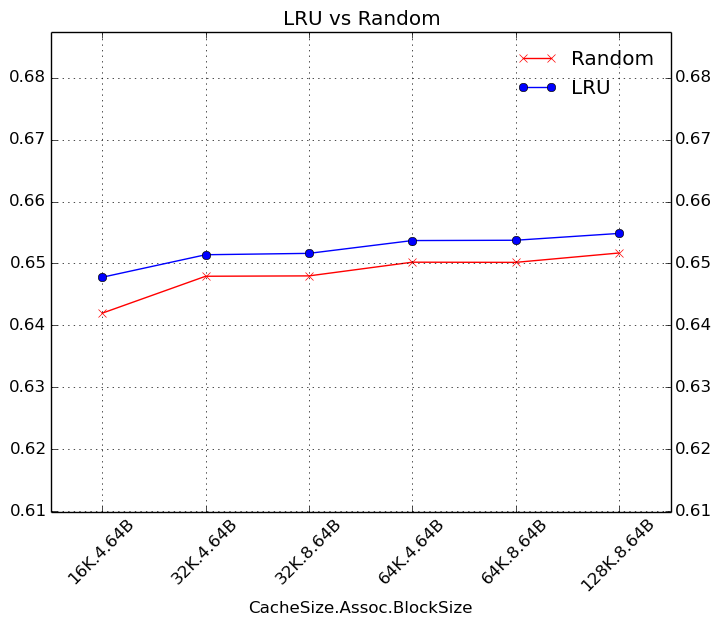 LRU vs Random
Random
LRU
0.68 0.68
0.67 0.67
0.66 0.66
0.65 0.65
0.64 0.64
0.63 0.63
0.62 0.62
0.61 0.61
16K.4.64B 32K.4.64B 32K.8.64B 64K.4.64B 64K.8.64B 128K.8.64B
CacheSize.Assoc.BlockSize